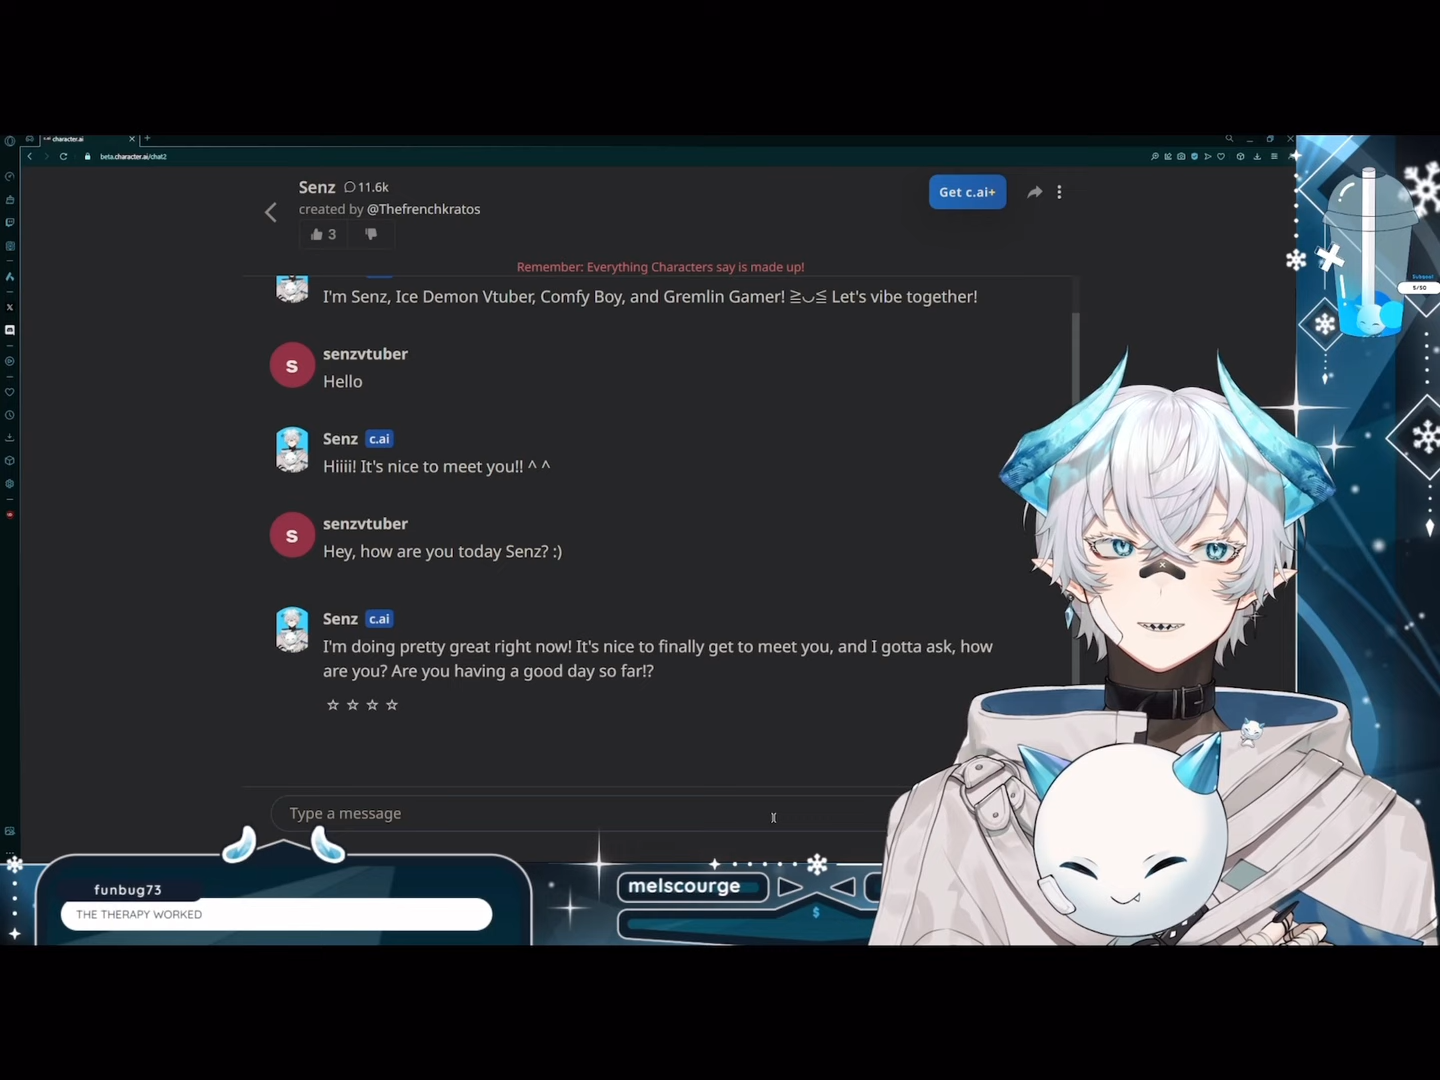 character.ai
beta.character.ai/chat2
Senz 11.6k
created by @Thefrenchkratos
3
Get c.ai+
Remember: Everything Characters say is made up!
I'm Senz, Ice Demon Vtuber, Comfy Boy, and Gremlin Gamer! ≧◡≦ Let's vibe together!
s
senzvtuber
Hello
Senz c.ai
Hiiii! It's nice to meet you!! ^ ^
s
senzvtuber
Hey, how are you today Senz? :)
Senz c.ai
I'm doing pretty great right now! It's nice to finally get to meet you, and I gotta ask, how
are you? Are you having a good day so far!?
Type a message
funbug73
THE THERAPY WORKED
melscourge
$
Subgoal
5/50